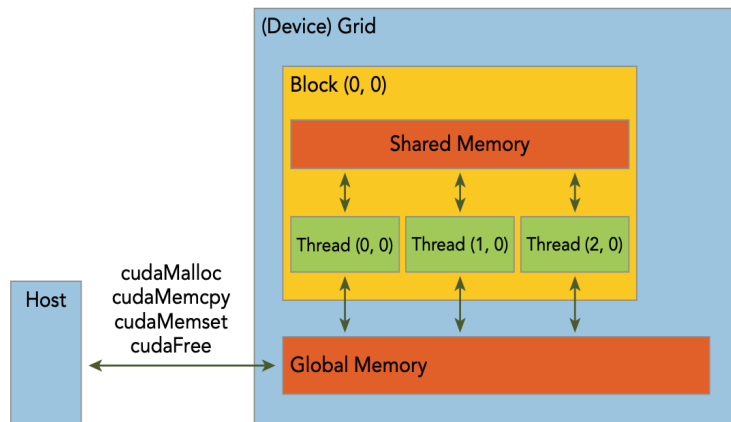 (Device) Grid
Block (0, 0)
Shared Memory
Thread (0, 0)
Thread (1, 0)
Thread (2, 0)
cudaMalloc
cudaMemcpy
cudaMemset
cudaFree
Host
Global Memory